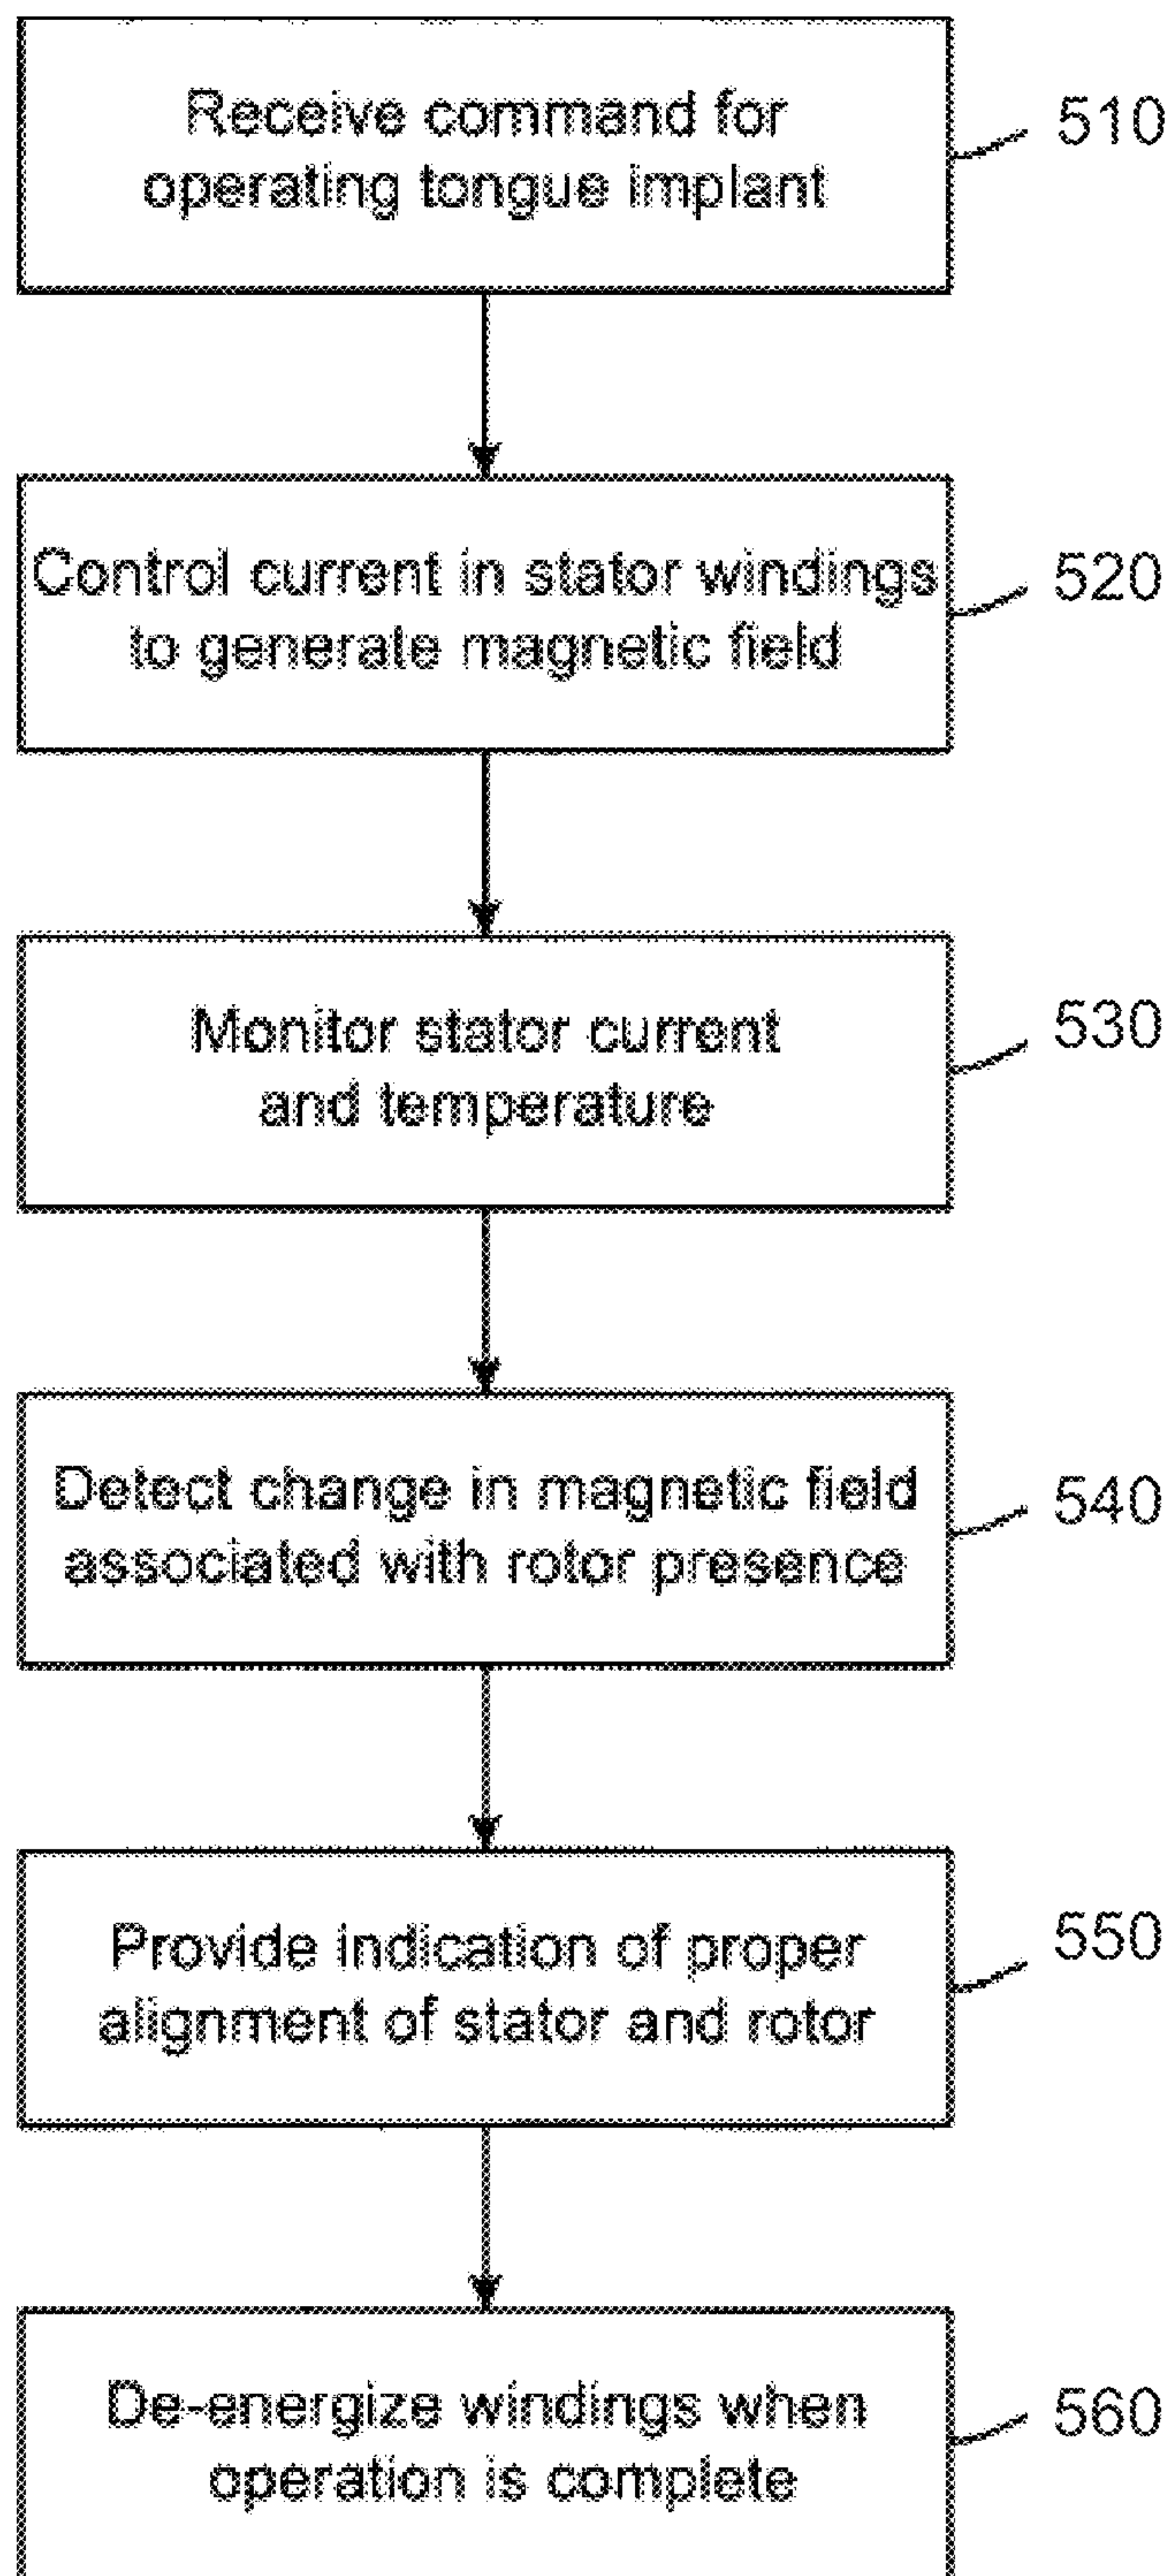 Receive command for
operating tongue implant
510
Control current in stator windings
to generate magnetic field
520
Monitor stator current
and temperature
530
Detect change in magnetic field
associated with rotor presence
540
Provide indication of proper
alignment of stator and rotor
550
De-energize windings when
operation is complete
560